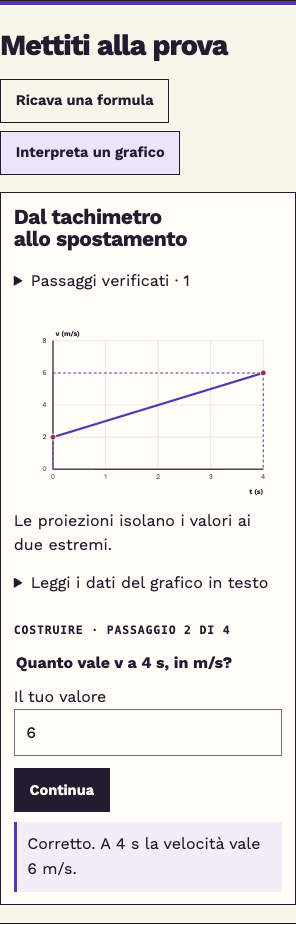 Mettiti alla prova
Ricava una formula
Interpreta un grafico
Dal tachimetro
allo spostamento
▶ Passaggi verificati · 1
v (m/s)
8
6
4
2
0
0 1 2 3 4
t (s)
Le proiezioni isolano i valori ai
due estremi.
▶ Leggi i dati del grafico in testo
COSTRUIRE · PASSAGGIO 2 DI 4
Quanto vale v a 4 s, in m/s?
Il tuo valore
6
Continua
Corretto. A 4 s la velocità vale
6 m/s.